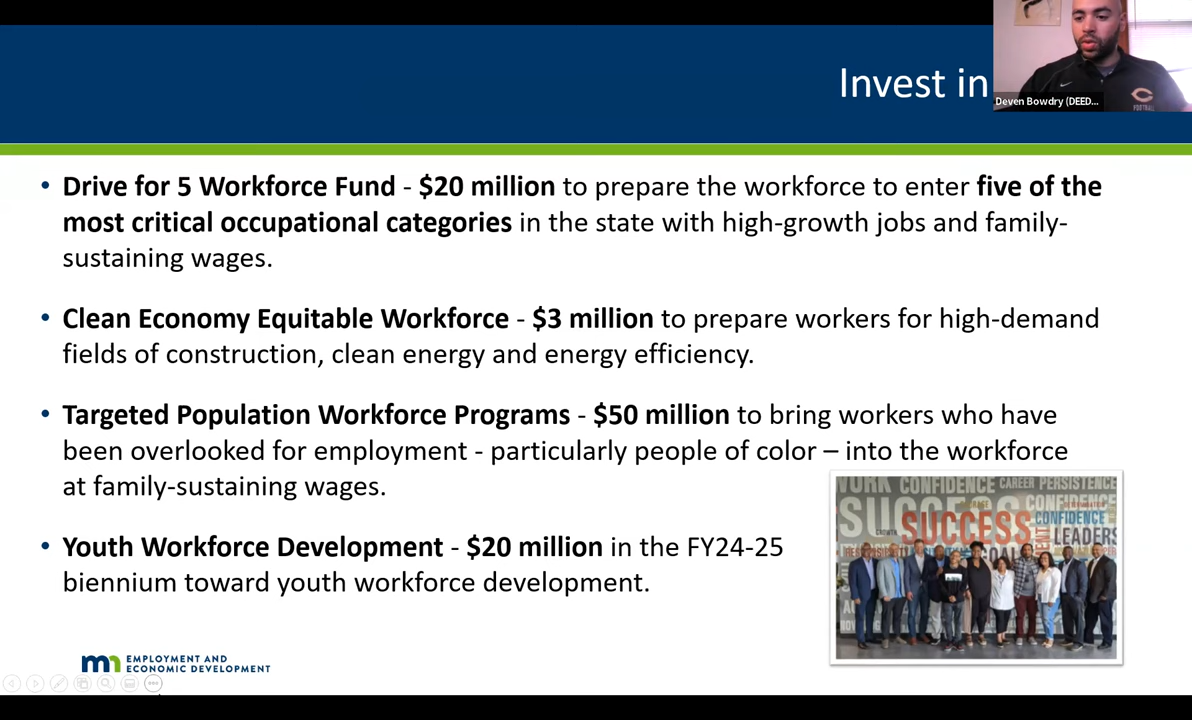 Invest in
Deven Bowdry (DEED...
• Drive for 5 Workforce Fund - $20 million to prepare the workforce to enter five of the
most critical occupational categories in the state with high-growth jobs and family-
sustaining wages.
• Clean Economy Equitable Workforce - $3 million to prepare workers for high-demand
fields of construction, clean energy and energy efficiency.
• Targeted Population Workforce Programs - $50 million to bring workers who have
been overlooked for employment - particularly people of color – into the workforce
at family-sustaining wages.
• Youth Workforce Development - $20 million in the FY24-25
biennium toward youth workforce development.
WORK CONFIDENCE CAREER PERSISTENCE
SUCCESS CONFIDENCE
SUCCESS CONFIDENCE
LEADERS
mn EMPLOYMENT AND
ECONOMIC DEVELOPMENT